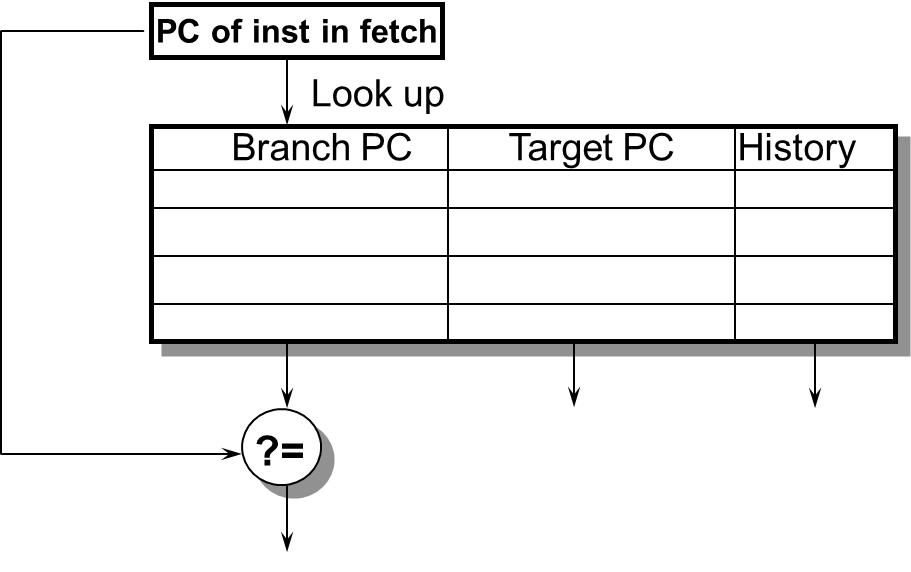 PC of inst in fetch
Look up
Branch PC Target PC History
?=